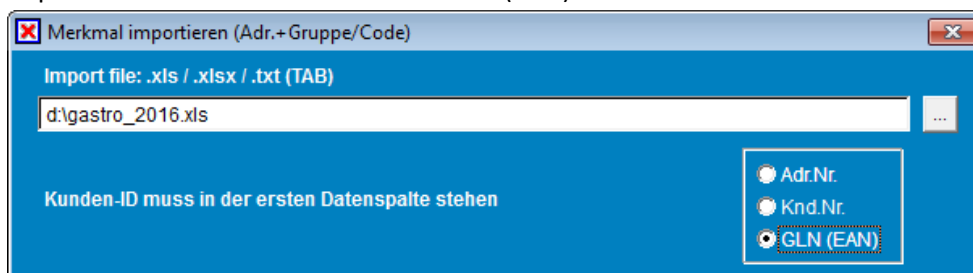 Merkmal importieren (Adr.+Gruppe/Code)
Import file: .xls / .xlsx / .txt (TAB)
d:\gastro_2016.xls
...
Kunden-ID muss in der ersten Datenspalte stehen
Adr.Nr.
Knd.Nr.
GLN (EAN)